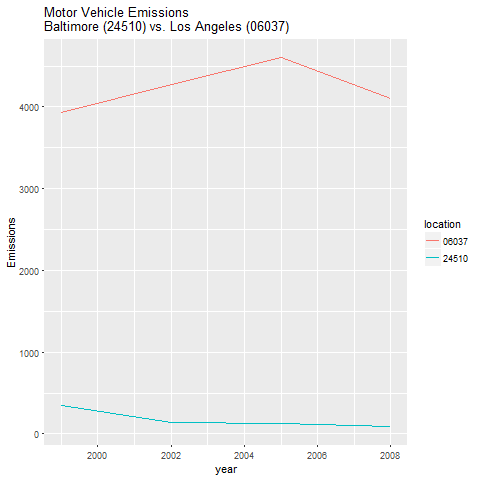 Motor Vehicle Emissions
Baltimore (24510) vs. Los Angeles (06037)
4000
3000
2000
1000
0
Emissions
2000
2002
2004
2006
2008
year
location
06037
24510